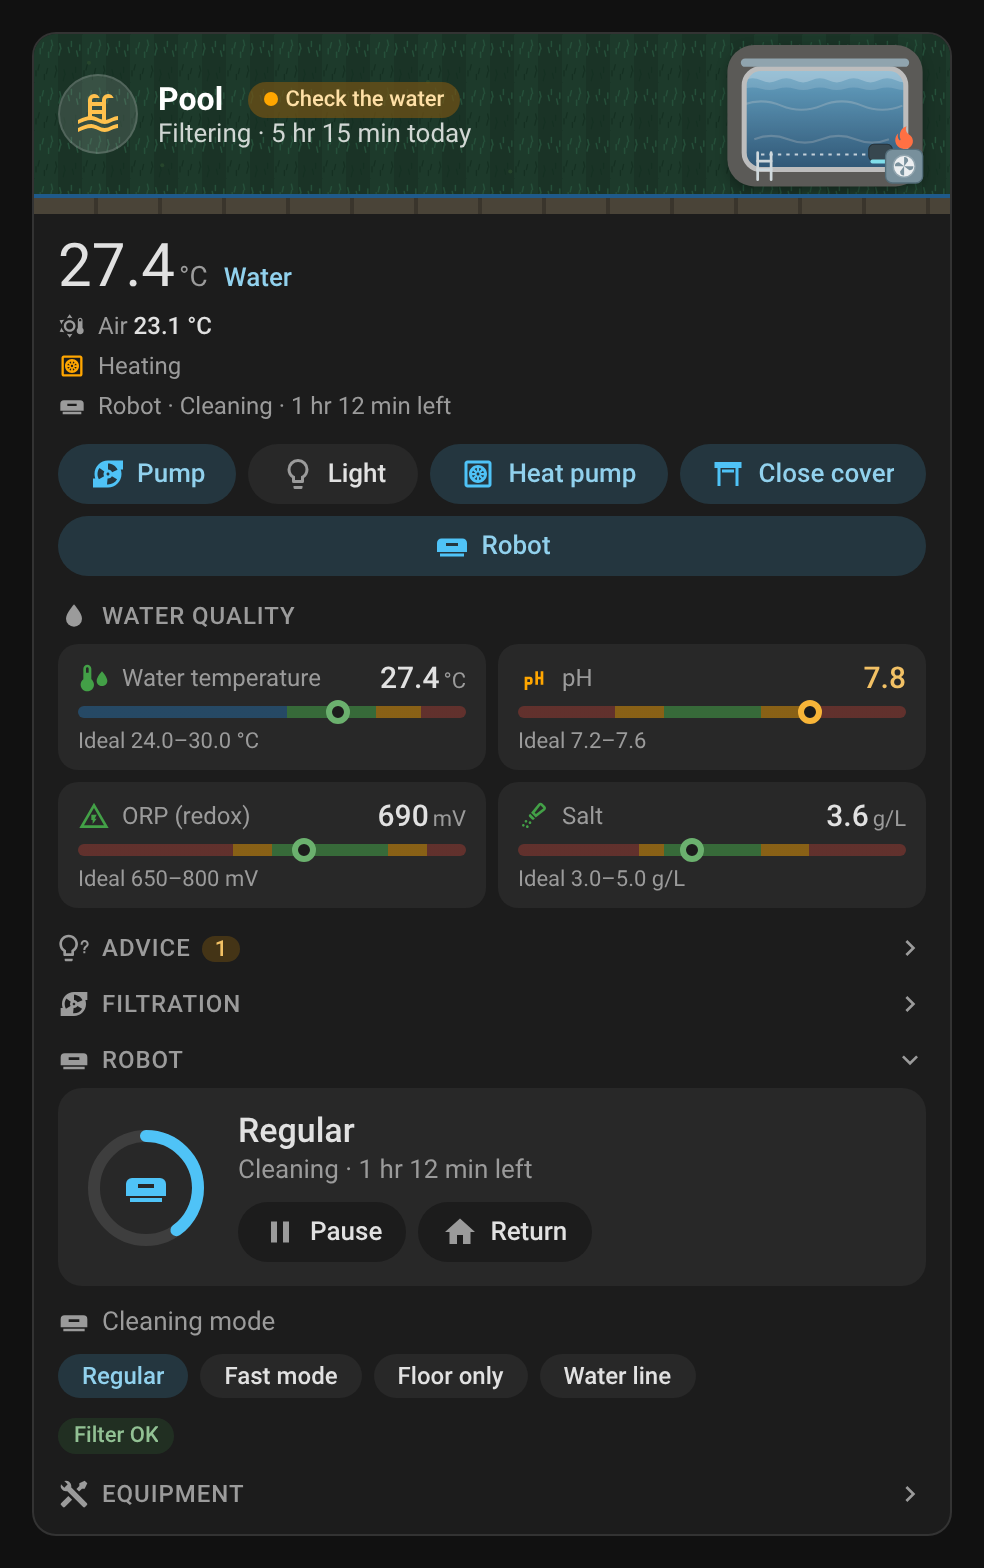 Pool
Check the water
Filtering · 5 hr 15 min today
27.4 °C Water
Air 23.1 °C
Heating
Robot · Cleaning · 1 hr 12 min left
Pump
Light
Heat pump
Close cover
Robot
WATER QUALITY
Water temperature 27.4 °C
Ideal 24.0–30.0 °C
pH pH 7.8
Ideal 7.2–7.6
ORP (redox) 690 mV
Ideal 650–800 mV
Salt 3.6 g/L
Ideal 3.0–5.0 g/L
? ADVICE 1
FILTRATION
ROBOT
Regular
Cleaning · 1 hr 12 min left
Pause
Return
Cleaning mode
Regular
Fast mode
Floor only
Water line
Filter OK
EQUIPMENT